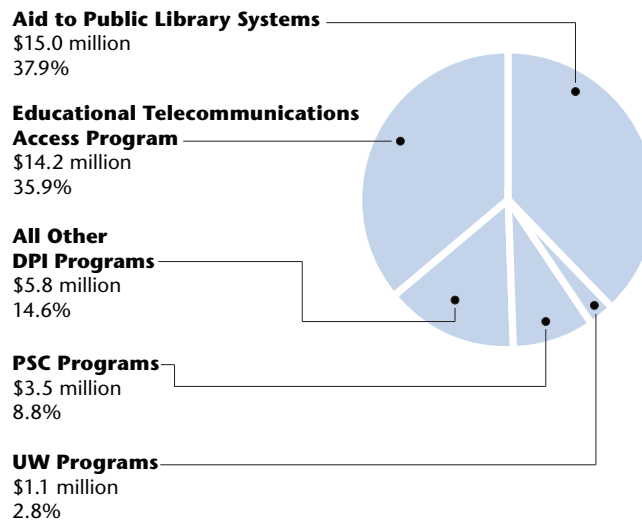 Aid to Public Library Systems
$15.0 million
37.9%
Educational Telecommunications
Access Program
$14.2 million
35.9%
All Other
DPI Programs
$5.8 million
14.6%
PSC Programs
$3.5 million
8.8%
UW Programs
$1.1 million
2.8%